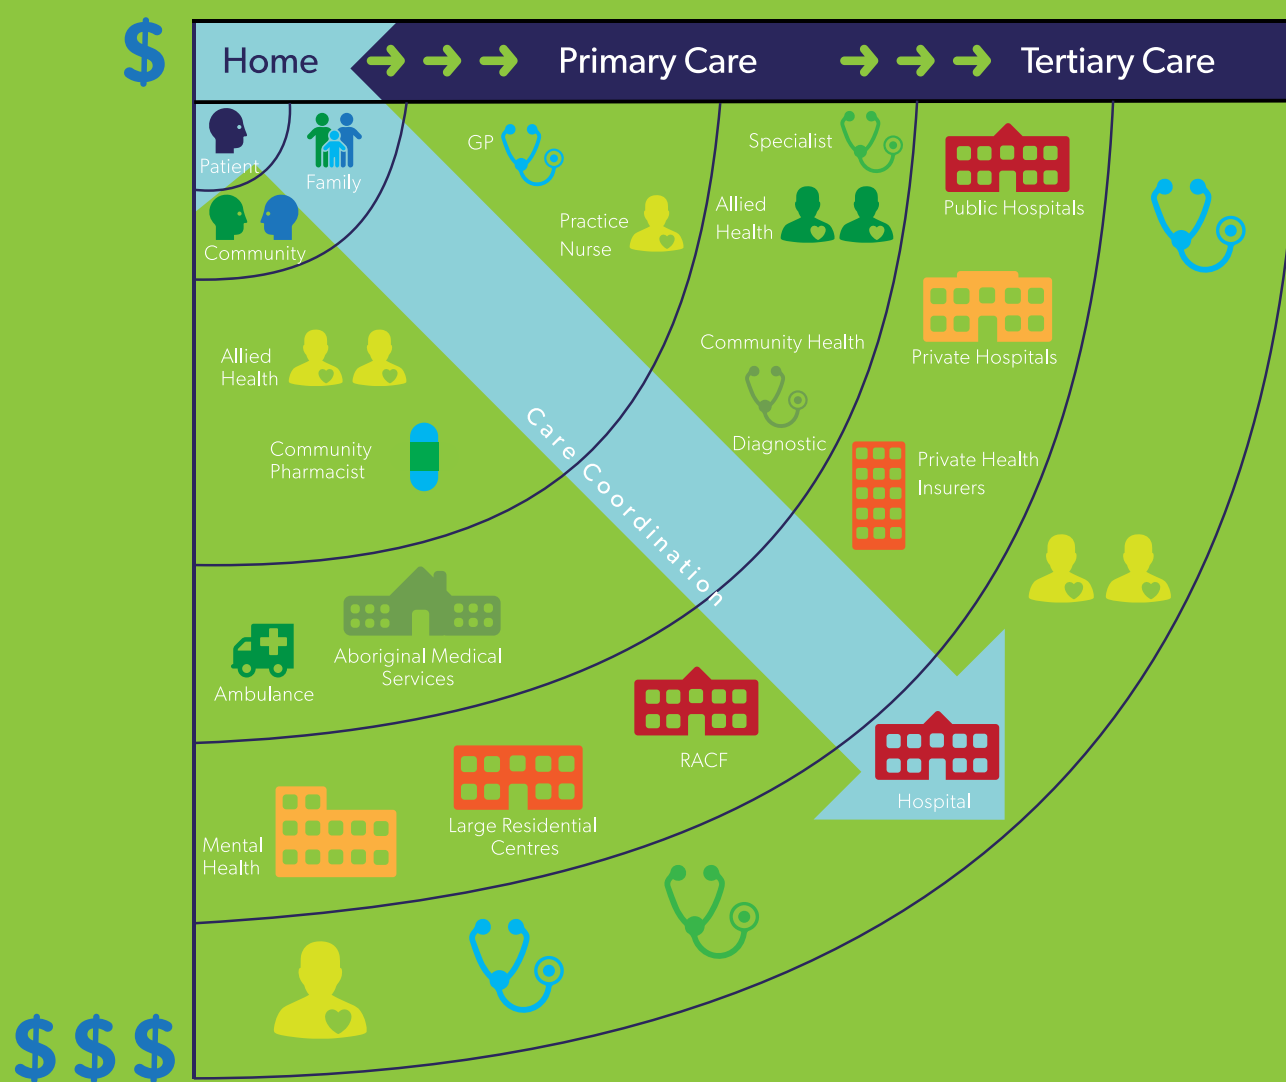 $
Home
Primary Care
Tertiary Care
Patient
Family
Community
GP
Practice
Nurse
Specialist
Allied
Health
Public Hospitals
Private Hospitals
Community Health
Diagnostic
Private Health
Insurers
Allied
Health
Community
Pharmacist
Care Coordination
Ambulance
Aboriginal Medical
Services
RACF
Hospital
Large Residential
Centres
Mental
Health
$ $ $